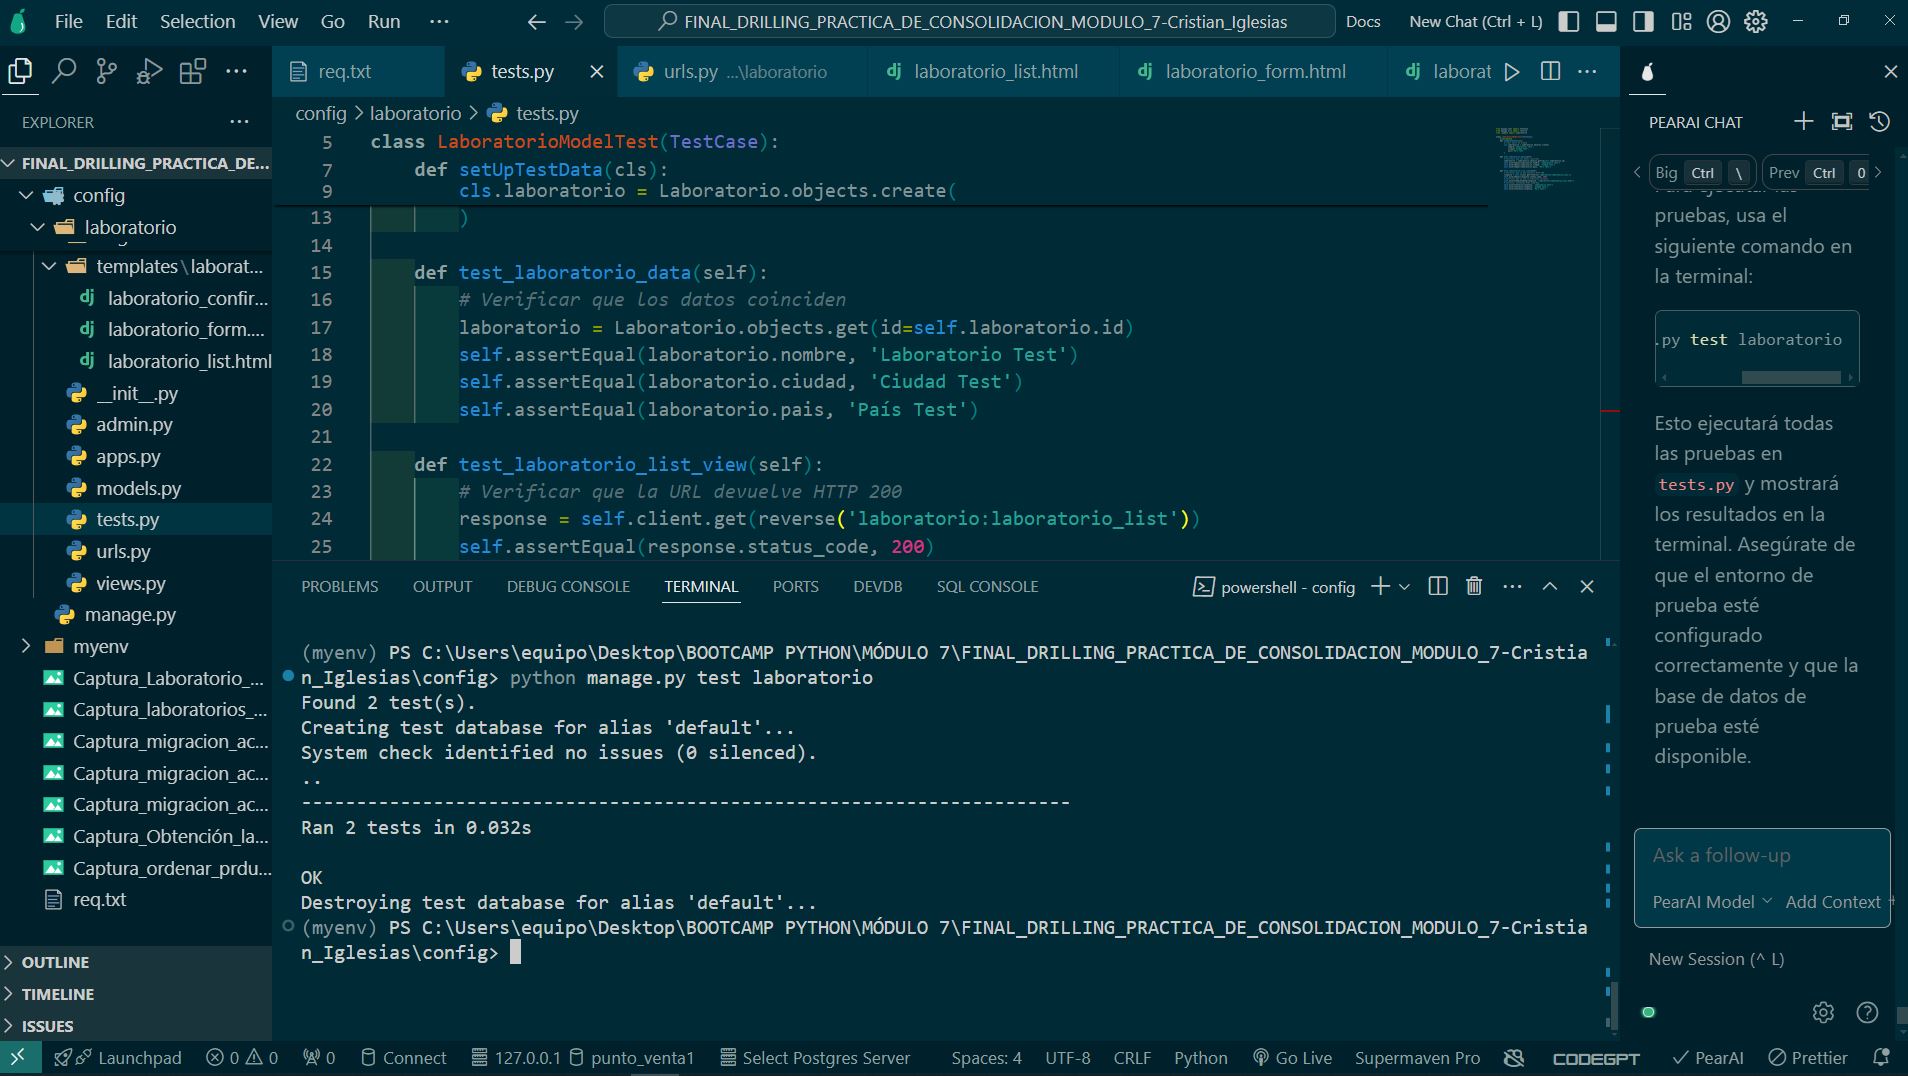 File Edit Selection View Go Run ···
FINAL_DRILLING_PRACTICA_DE_CONSOLIDACION_MODULO_7-Cristian_Iglesias
Docs New Chat (Ctrl + L)
EXPLORER
FINAL_DRILLING_PRACTICA_DE...
config
laboratorio
templates\laborat...
laboratorio_confir...
laboratorio_form....
laboratorio_list.html
__init__.py
admin.py
apps.py
models.py
tests.py
urls.py
views.py
manage.py
myenv
Captura_Laboratorio_...
Captura_laboratorios_...
Captura_migracion_ac...
Captura_migracion_ac...
Captura_migracion_ac...
Captura_Obtención_la...
Captura_ordenar_prdu...
req.txt
OUTLINE
TIMELINE
ISSUES
req.txt tests.py urls.py ...\laboratorio laboratorio_list.html laboratorio_form.html laborat
config > laboratorio > tests.py
5 class LaboratorioModelTest(TestCase):
7 def setUpTestData(cls):
9 cls.laboratorio = Laboratorio.objects.create(
13 )
14
15 def test_laboratorio_data(self):
16 # Verificar que los datos coinciden
17 laboratorio = Laboratorio.objects.get(id=self.laboratorio.id)
18 self.assertEqual(laboratorio.nombre, 'Laboratorio Test')
19 self.assertEqual(laboratorio.ciudad, 'Ciudad Test')
20 self.assertEqual(laboratorio.pais, 'País Test')
21
22 def test_laboratorio_list_view(self):
23 # Verificar que la URL devuelve HTTP 200
24 response = self.client.get(reverse('laboratorio:laboratorio_list'))
25 self.assertEqual(response.status_code, 200)
PROBLEMS OUTPUT DEBUG CONSOLE TERMINAL PORTS DEVDB SQL CONSOLE
powershell - config
(myenv) PS C:\Users\equipo\Desktop\BOOTCAMP PYTHON\MÓDULO 7\FINAL_DRILLING_PRACTICA_DE_CONSOLIDACION_MODULO_7-Cristia
n_Iglesias\config> python manage.py test laboratorio
Found 2 test(s).
Creating test database for alias 'default'...
System check identified no issues (0 silenced).
..
----------------------------------------------------------------------
Ran 2 tests in 0.032s
OK
Destroying test database for alias 'default'...
(myenv) PS C:\Users\equipo\Desktop\BOOTCAMP PYTHON\MÓDULO 7\FINAL_DRILLING_PRACTICA_DE_CONSOLIDACION_MODULO_7-Cristia
n_Iglesias\config>
PEARAI CHAT
Big Ctrl \ Prev Ctrl 0
pruebas, usa el
siguiente comando en
la terminal:
.py test laboratorio
Esto ejecutará todas
las pruebas en
tests.py y mostrará
los resultados en la
terminal. Asegúrate de
que el entorno de
prueba esté
configurado
correctamente y que la
base de datos de
prueba esté
disponible.
Ask a follow-up
PearAI Model Add Context +
New Session (^ L)
Launchpad 0 0 0 Connect 127.0.0.1 punto_venta1 Select Postgres Server Spaces: 4 UTF-8 CRLF Python Go Live Supermaven Pro CODEGPT PearAI Prettier